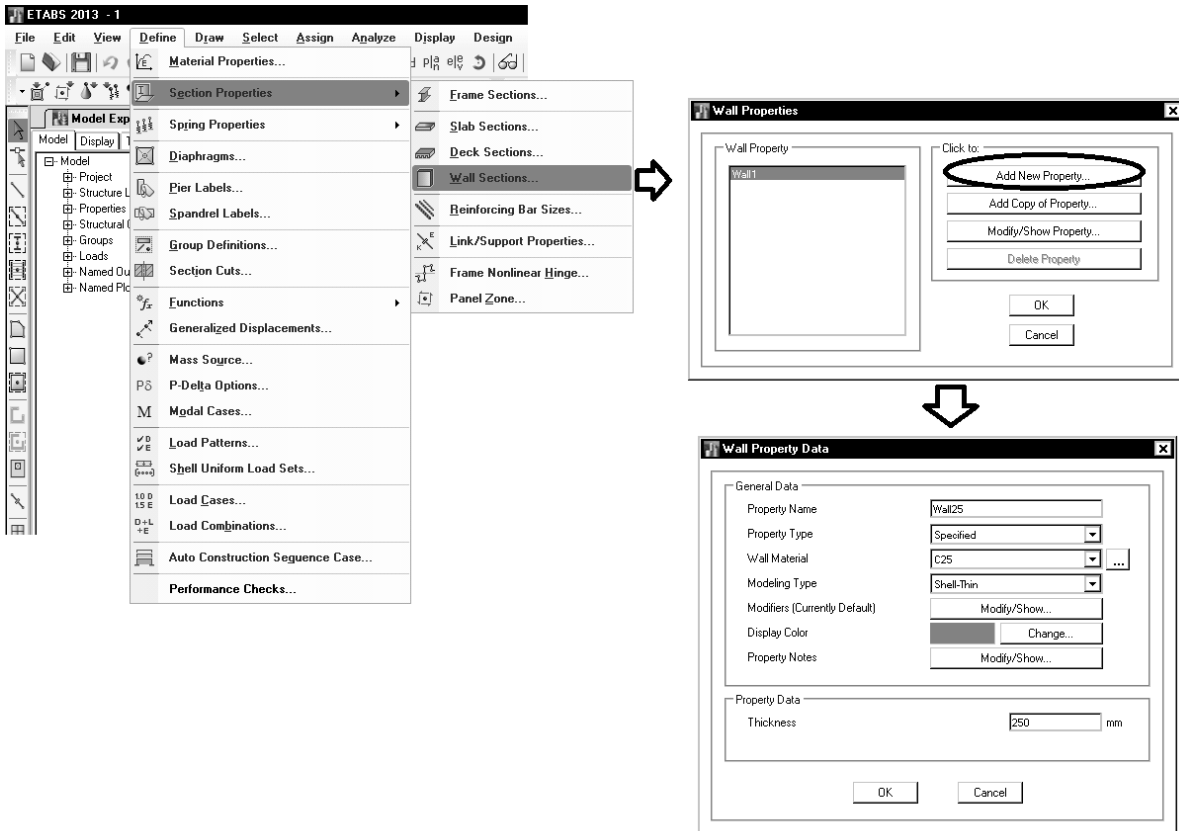 ETABS 2013 - 1
File Edit View Define Draw Select Assign Analyze Display Design
Material Properties...
Section Properties
Spring Properties
Diaphragms...
Pier Labels...
Spandrel Labels...
Group Definitions...
Section Cuts...
Functions
Generalized Displacements...
Mass Source...
Pδ P-Delta Options...
M Modal Cases...
Load Patterns...
Shell Uniform Load Sets...
Load Cases...
Load Combinations...
Auto Construction Sequence Case...
Performance Checks...
Model Exp
Model Display
Model
Project
Structure L
Properties
Structural
Groups
Loads
Named Ou
Named Plo
Frame Sections...
Slab Sections...
Deck Sections...
Wall Sections...
Reinforcing Bar Sizes...
Link/Support Properties...
Frame Nonlinear Hinge...
Panel Zone...
Wall Properties
Wall Property
Wall1
Click to:
Add New Property...
Add Copy of Property...
Modify/Show Property...
Delete Property
OK
Cancel
Wall Property Data
General Data
Property Name Wall25
Property Type Specified
Wall Material C25 ...
Modeling Type Shell-Thin
Modifiers (Currently Default) Modify/Show...
Display Color Change...
Property Notes Modify/Show...
Property Data
Thickness 250 mm
OK Cancel